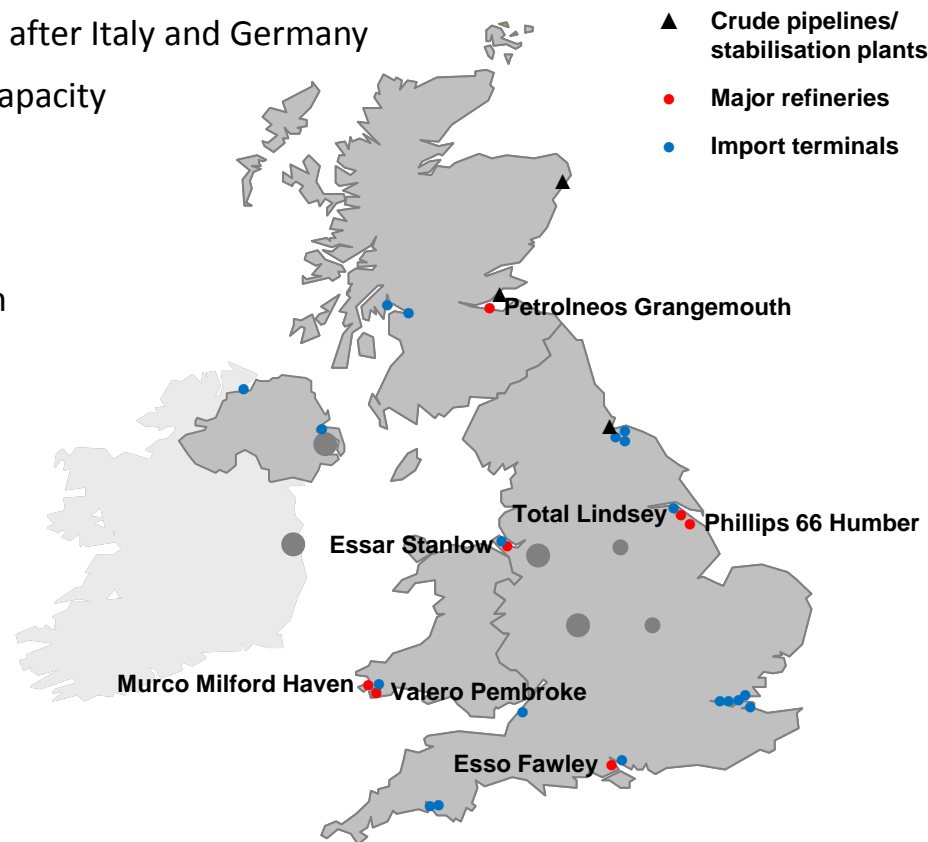 after Italy and Germany
apacity
n
Crude pipelines/
stabilisation plants
Major refineries
Import terminals
PetroIneos Grangemouth
Total Lindsey
Phillips 66 Humber
Essar Stanlow
Murco Milford Haven
Valero Pembroke
Esso Fawley